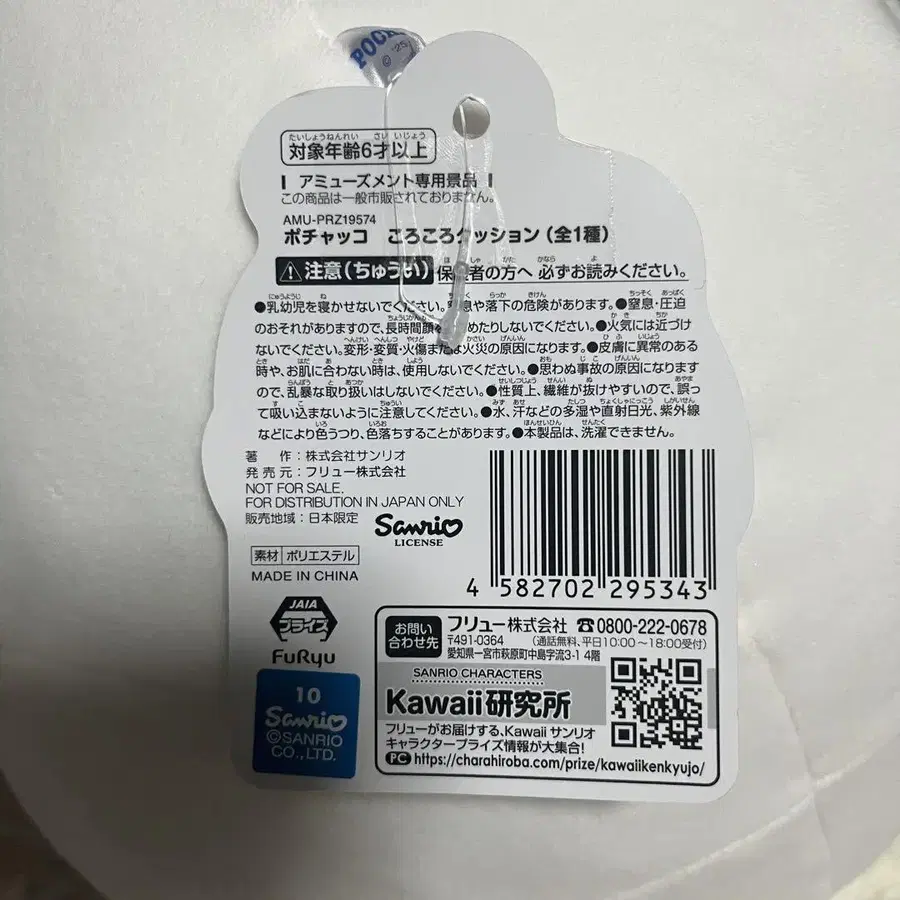 POCH
© '25
たいしょうねんれい さい いじょう
対象年齢6才以上
アミューズメント専用景品
この商品は一般市販されておりません。
AMU-PRZ19574
ポチャッコ ころころクッション（全1種）
注意（ちゅうい） 保護者の方へ 必ずお読みください。
●乳幼児を寝かせないでください。窒息や落下の危険があります。●窒息・圧迫
のおそれがありますので、長時間顔を めたりしないでください。●火気には近づけ
ないでください。変形・変質・火傷または火災の原因になります。●皮膚に異常のある
時や、お肌に合わない時は、使用しないでください。●思わぬ事故の原因になります
ので、乱暴な取り扱いはしないでください。●性質上、繊維が抜けやすいので、誤っ
て吸い込まないように注意してください。●水、汗などの多湿や直射日光、紫外線
などにより色うつり、色落ちすることがあります。●本製品は、洗濯できません。
著 作：株式会社サンリオ
発売元：フリュー株式会社
NOT FOR SALE.
FOR DISTRIBUTION IN JAPAN ONLY
販売地域：日本限定
Sanrio
LICENSE
素材 ポリエステル
MADE IN CHINA
4 582702 295343
JAIA
プライズ
FuRyu
10
Sanrio
©SANRIO
CO.,LTD.
お問い
合わせ先
フリュー株式会社 ☎0800-222-0678
〒491-0364 （通話無料、平日10:00～18:00受付）
愛知県一宮市萩原町中島字流3-1 4階
SANRIO CHARACTERS
Kawaii研究所
フリューがお届けする、Kawaii サンリオ
キャラクタープライズ情報が大集合!
PC https://charahiroba.com/prize/kawaiikenkyujo/